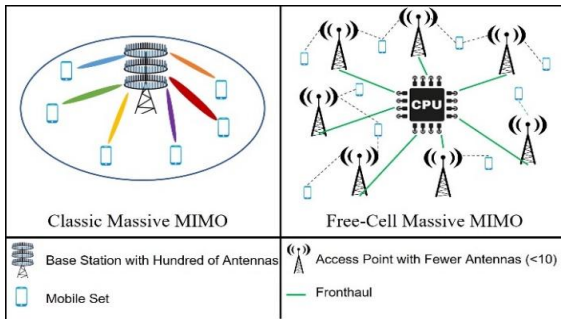 CPU
Classic Massive MIMO
Free-Cell Massive MIMO
Base Station with Hundred of Antennas
Access Point with Fewer Antennas (<10)
Mobile Set
Fronthaul